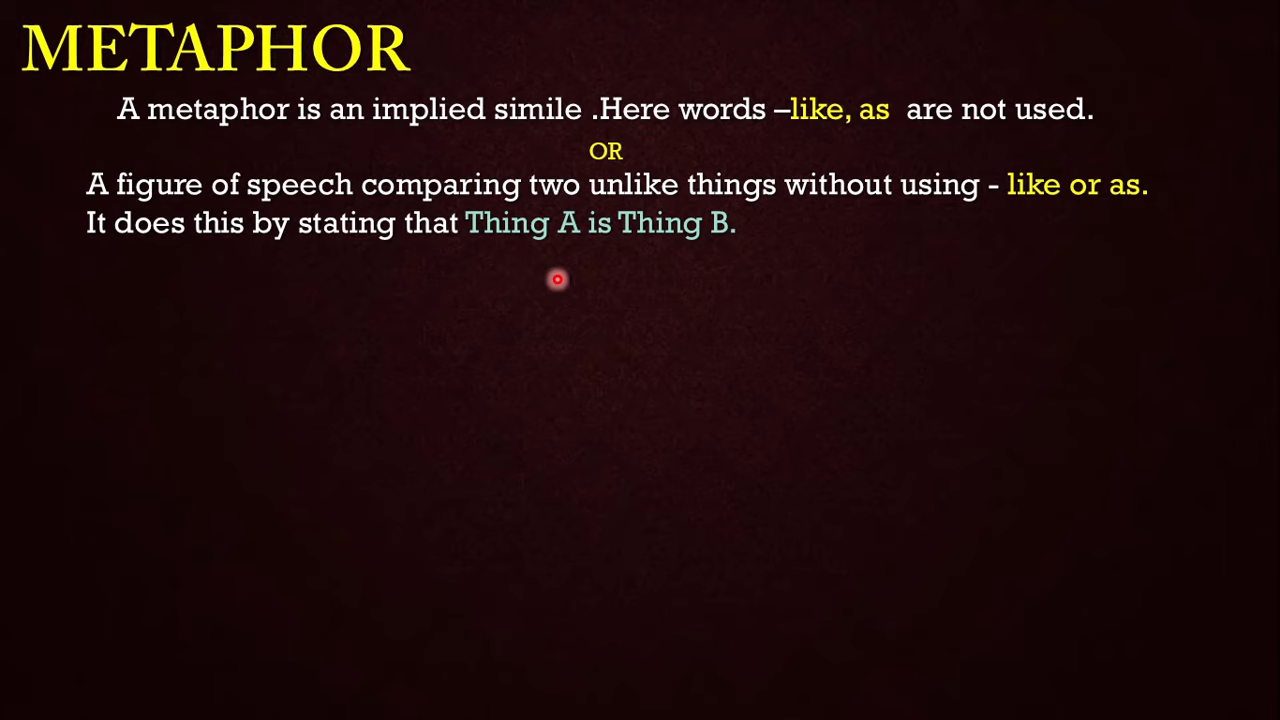 METAPHOR
A metaphor is an implied simile .Here words –like, as  are not used.
OR
A figure of speech comparing two unlike things without using - like or as.
It does this by stating that Thing A is Thing B.